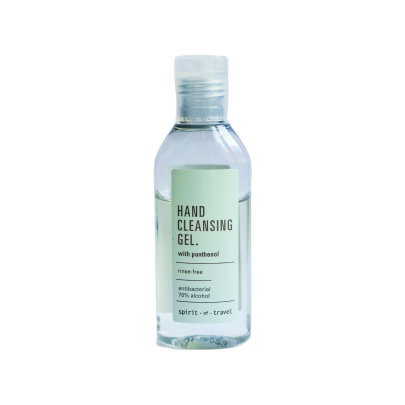 HAND
CLEANSING
GEL.
with panthenol
rinse-free
antibacterial
70% alcohol
spirit - of - travel